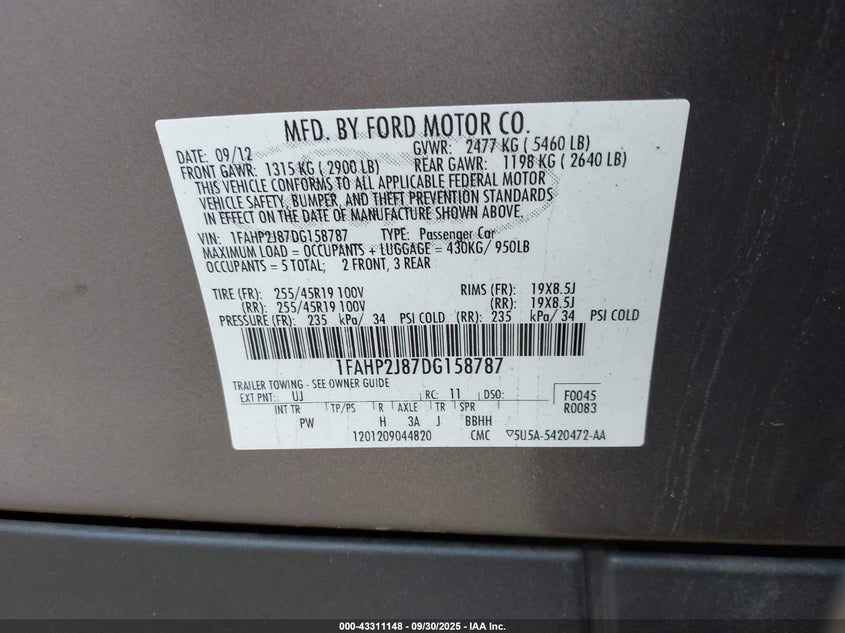 MFD. BY FORD MOTOR CO.
DATE: 09/12 GVWR: 2477 KG ( 5460 LB)
FRONT GAWR: 1315 KG ( 2900 LB) REAR GAWR: 1198 KG ( 2640 LB)
THIS VEHICLE CONFORMS TO ALL APPLICABLE FEDERAL MOTOR
VEHICLE SAFETY, BUMPER, AND THEFT PREVENTION STANDARDS
IN EFFECT ON THE DATE OF MANUFACTURE SHOWN ABOVE.
VIN: 1FAHP2J87DG158787 TYPE: Passenger Car
MAXIMUM LOAD = OCCUPANTS + LUGGAGE = 430KG/ 950LB
OCCUPANTS = 5 TOTAL; 2 FRONT, 3 REAR
TIRE (FR): 255/45R19 100V RIMS (FR): 19X8.5J
(RR): 255/45R19 100V (RR): 19X8.5J
PRESSURE (FR): 235 kPa/ 34 PSI COLD (RR): 235 kPa/ 34 PSI COLD
1FAHP2J87DG158787
TRAILER TOWING - SEE OWNER GUIDE
EXT PNT: UJ RC: 11 DSO: F0045
INT TR TP/PS R AXLE TR SPR R0083
PW H 3A J BBHH
1201209044820 CMC ▽5U5A-5420472-AA
000-43311148 - 09/30/2025 - IAA Inc.